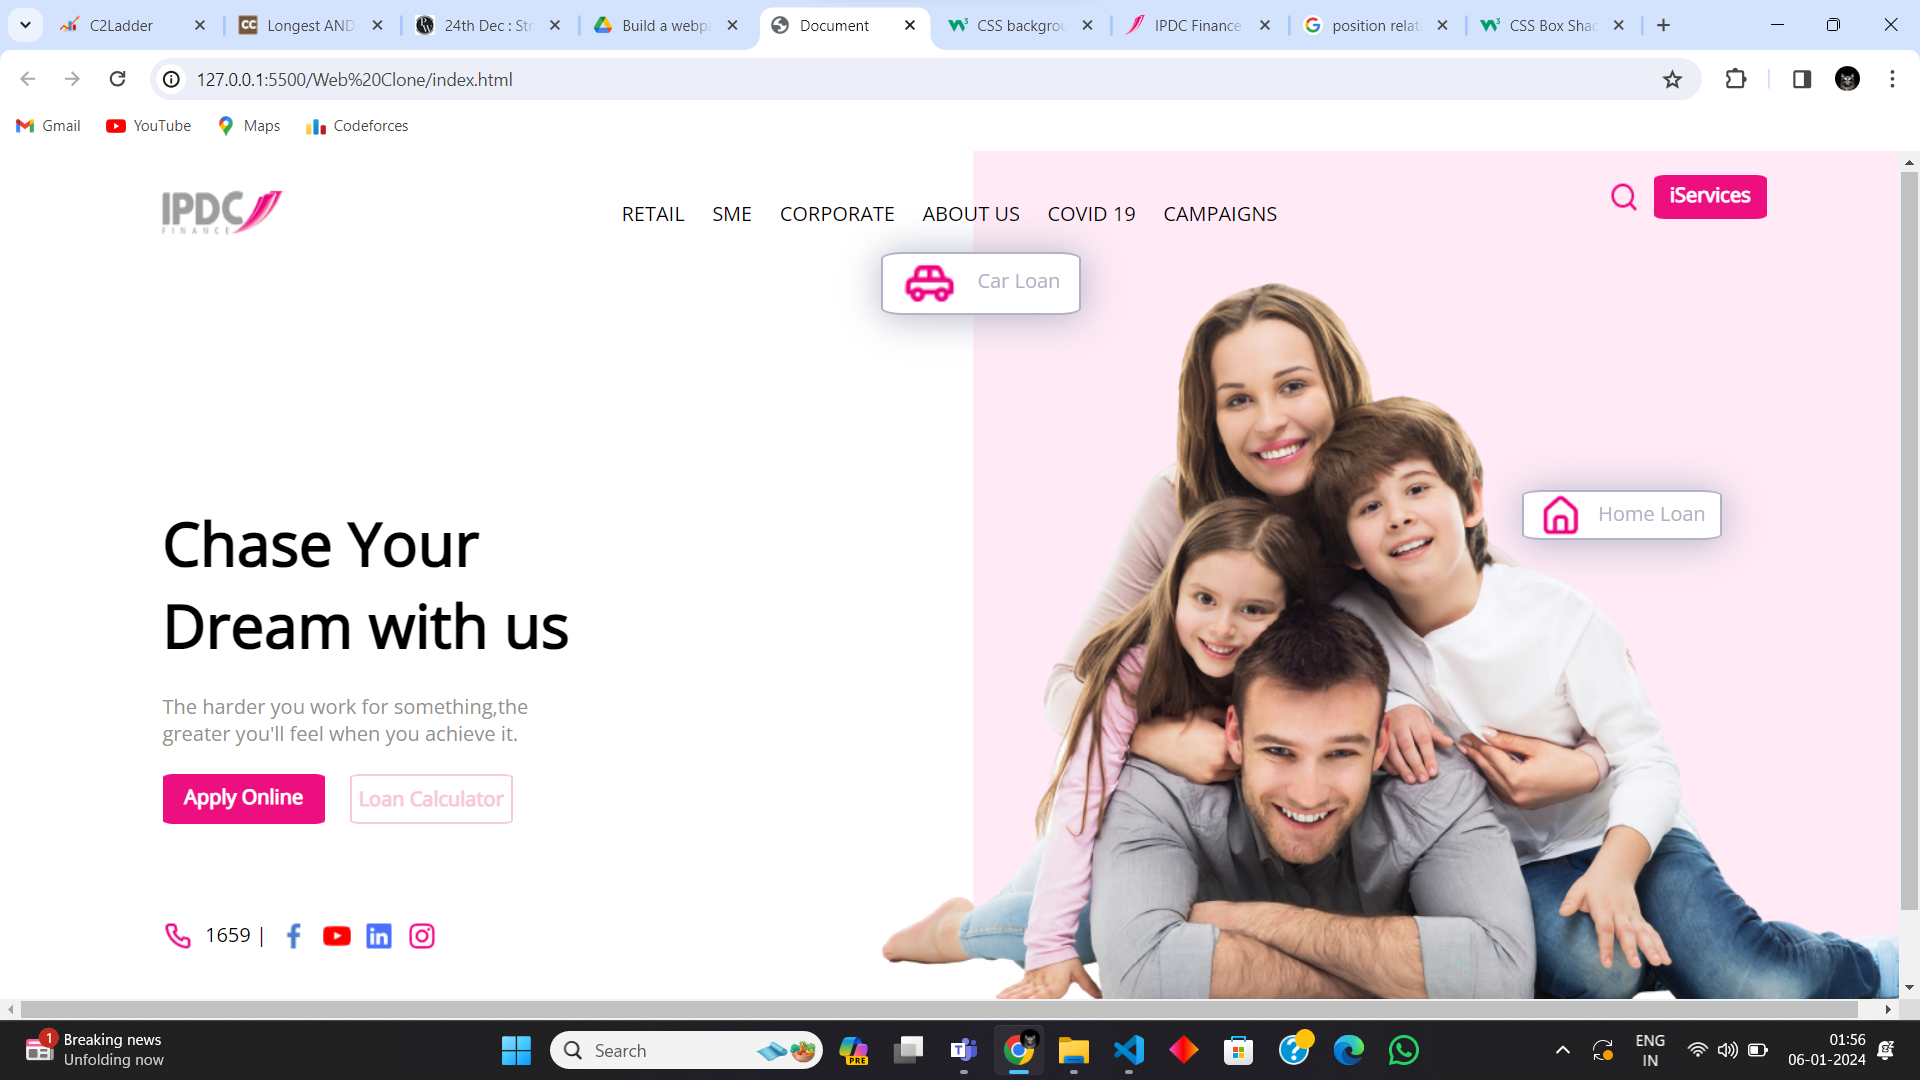 C2Ladder
Longest AND
24th Dec : Str
Build a webpa
Document
CSS backgrou
IPDC Finance
position relati
CSS Box Shad
127.0.0.1:5500/Web%20Clone/index.html
Gmail
YouTube
Maps
Codeforces
IPDC
FINANCE
RETAIL
SME
CORPORATE
ABOUT US
COVID 19
CAMPAIGNS
iServices
Car Loan
Home Loan
Chase Your
Dream with us
The harder you work for something,the
greater you'll feel when you achieve it.
Apply Online
Loan Calculator
1659 |
1
Breaking news
Unfolding now
Search
PRE
ENG
IN
01:56
06-01-2024